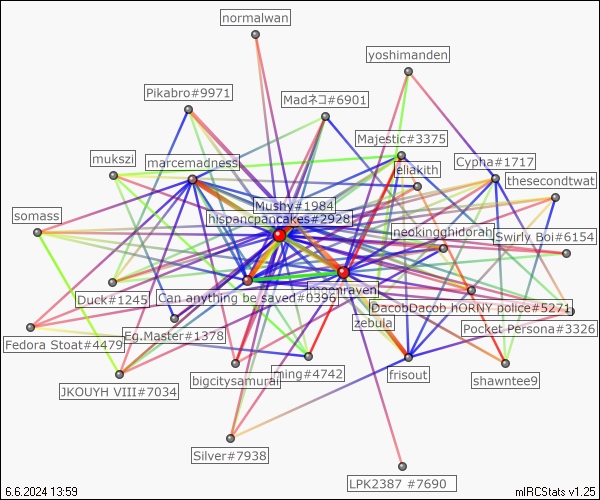 normalwan
yoshimanden
Pikabro#9971
Madネコ#6901
Majestic#3375
mukszi
marcemadness
Cypha#1717
lellakith
thesecondtwat
Mushy#1984
somass
hispancpancakes#2928
neokingghidorah
Swirly Boi#6154
moonraven
Duck#1245
Can anything be saved#0396
DacobDacob hORNY police#5271
zebula
Pocket Persona#3326
Eg.Master#1378
Fedora Stoat#4479
ming#4742
frisout
shawntee9
bigcitysamurai
JKOUYH VIII#7034
Silver#7938
LPK2387 #7690
6.6.2024 13:59
mIRCStats v1.25